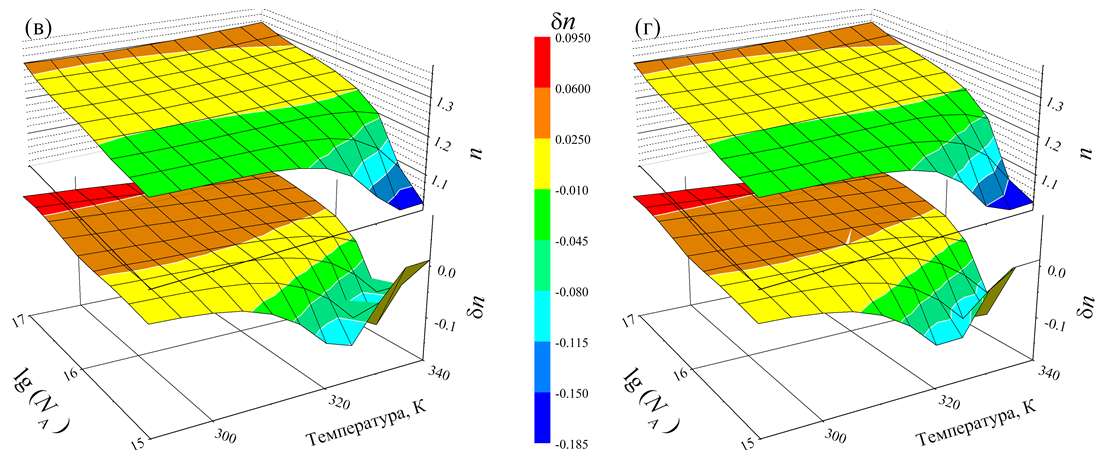 (в)
1.3
1.2
1.1
n
0.0
-0.1
δn
17
16
15
lg (N_A)
300
320
340
Температура, K
δn
0.0950
0.0600
0.0250
-0.010
-0.045
-0.080
-0.115
-0.150
-0.185
(г)
1.3
1.2
1.1
n
0.0
-0.1
δn
17
16
15
lg (N_A)
300
320
340
Температура, K